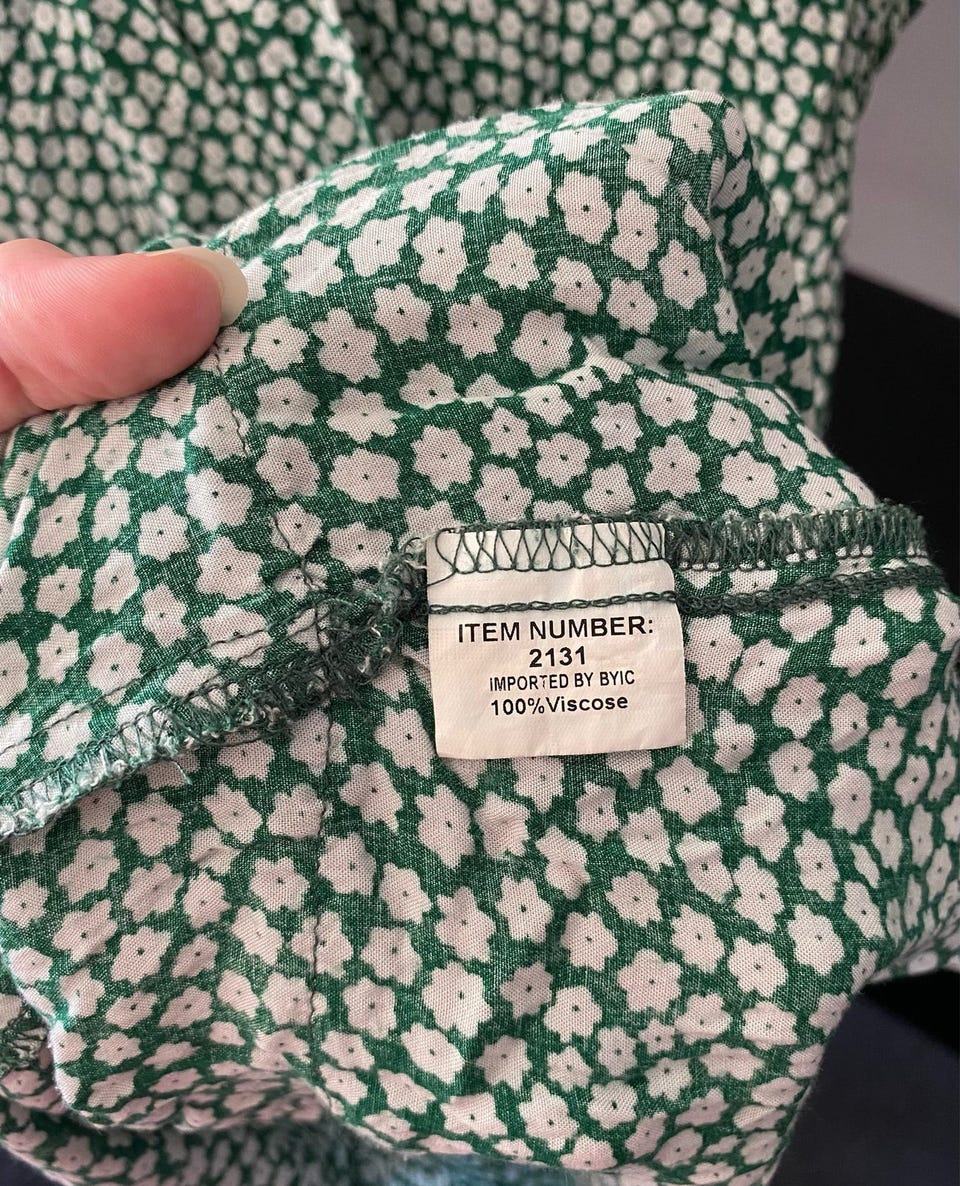 ITEM NUMBER:
2131
IMPORTED BY BYIC
100%Viscose